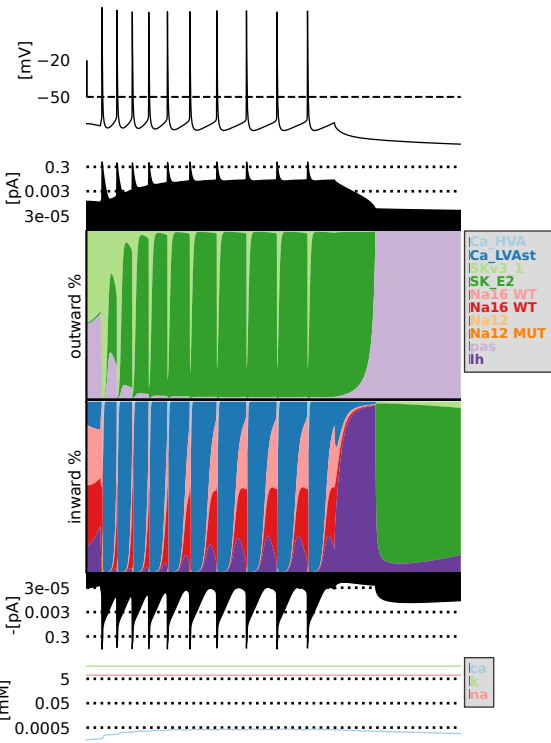 [mV]
−20
−50
[pA]
0.3
0.003
3e-05
outward %
Ca_HVA
Ca_LVAst
SKv3_1
SK_E2
Na16 WT
Na16 WT
Na12
Na12 MUT
pas
Ih
inward %
-[pA]
3e-05
0.003
0.3
[mM]
5
0.05
0.0005
ca
k
na